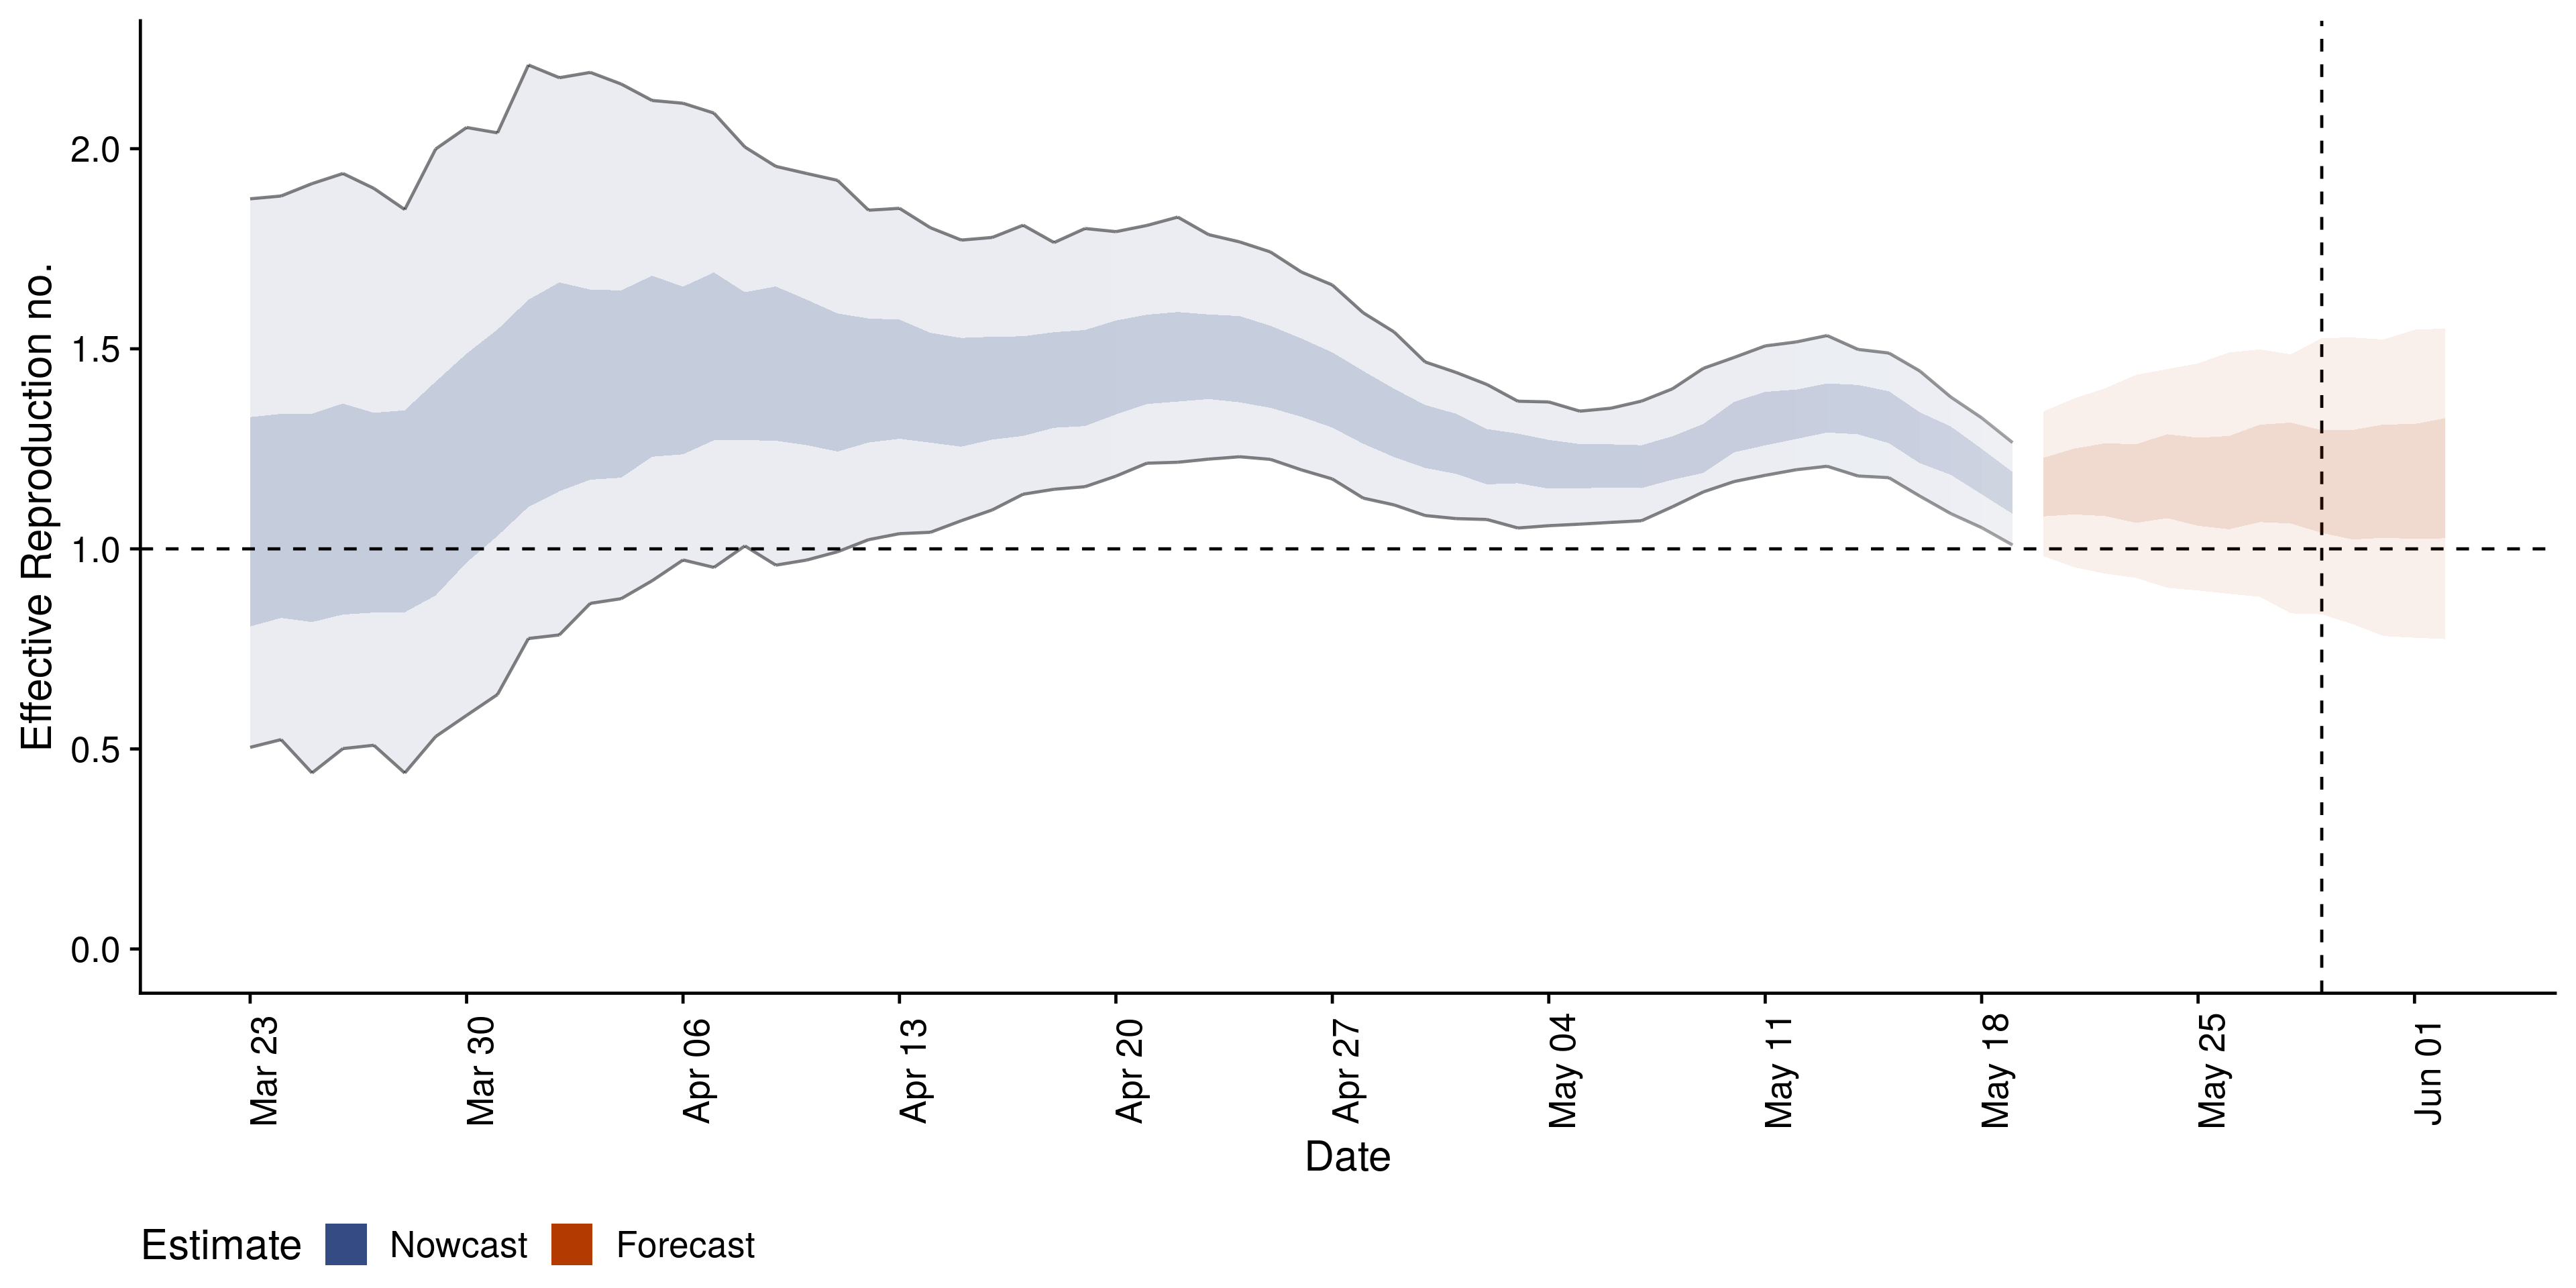 Effective Reproduction no.
2.0
1.5
1.0
0.5
0.0
Mar 23
Mar 30
Apr 06
Apr 13
Apr 20
Apr 27
May 04
May 11
May 18
May 25
Jun 01
Date
Estimate Nowcast Forecast